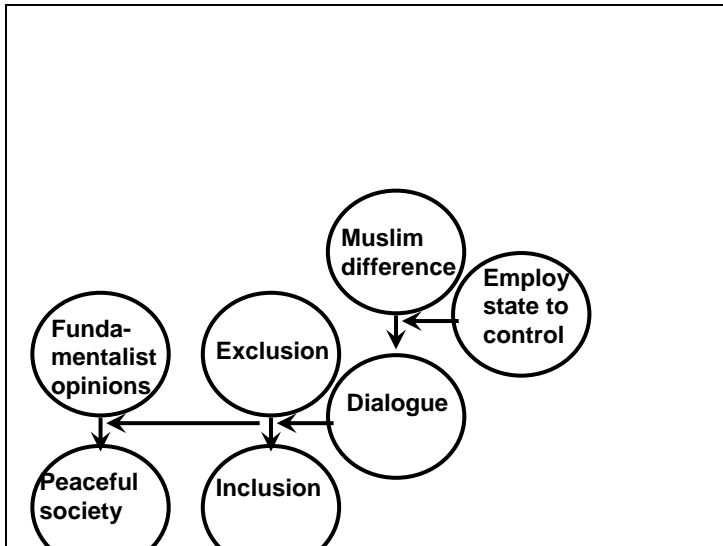 Muslim
difference
Employ
state to
control
Funda-
mentalist
opinions
Exclusion
Dialogue
Peaceful
society
Inclusion